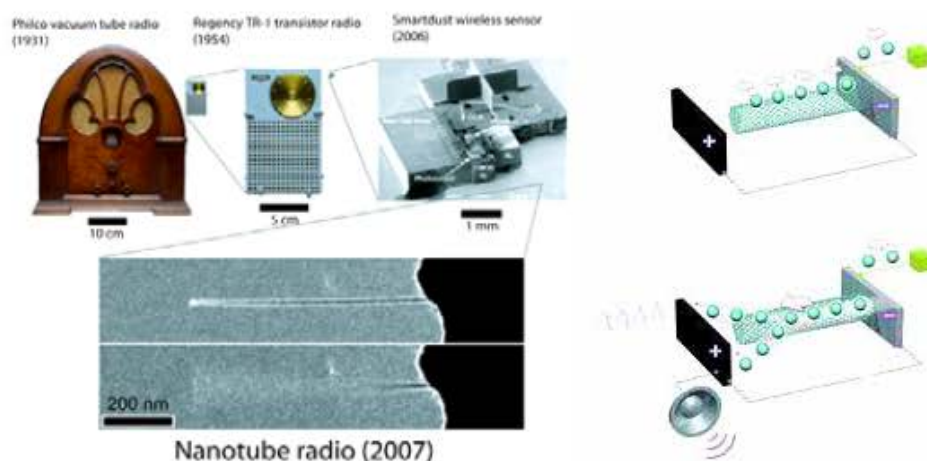 Philco vacuum tube radio
(1931)
Regency TR-1 transistor radio
(1954)
Smartdust wireless sensor
(2006)
10 cm
5 cm
1 mm
200 nm
Nanotube radio (2007)
+
+